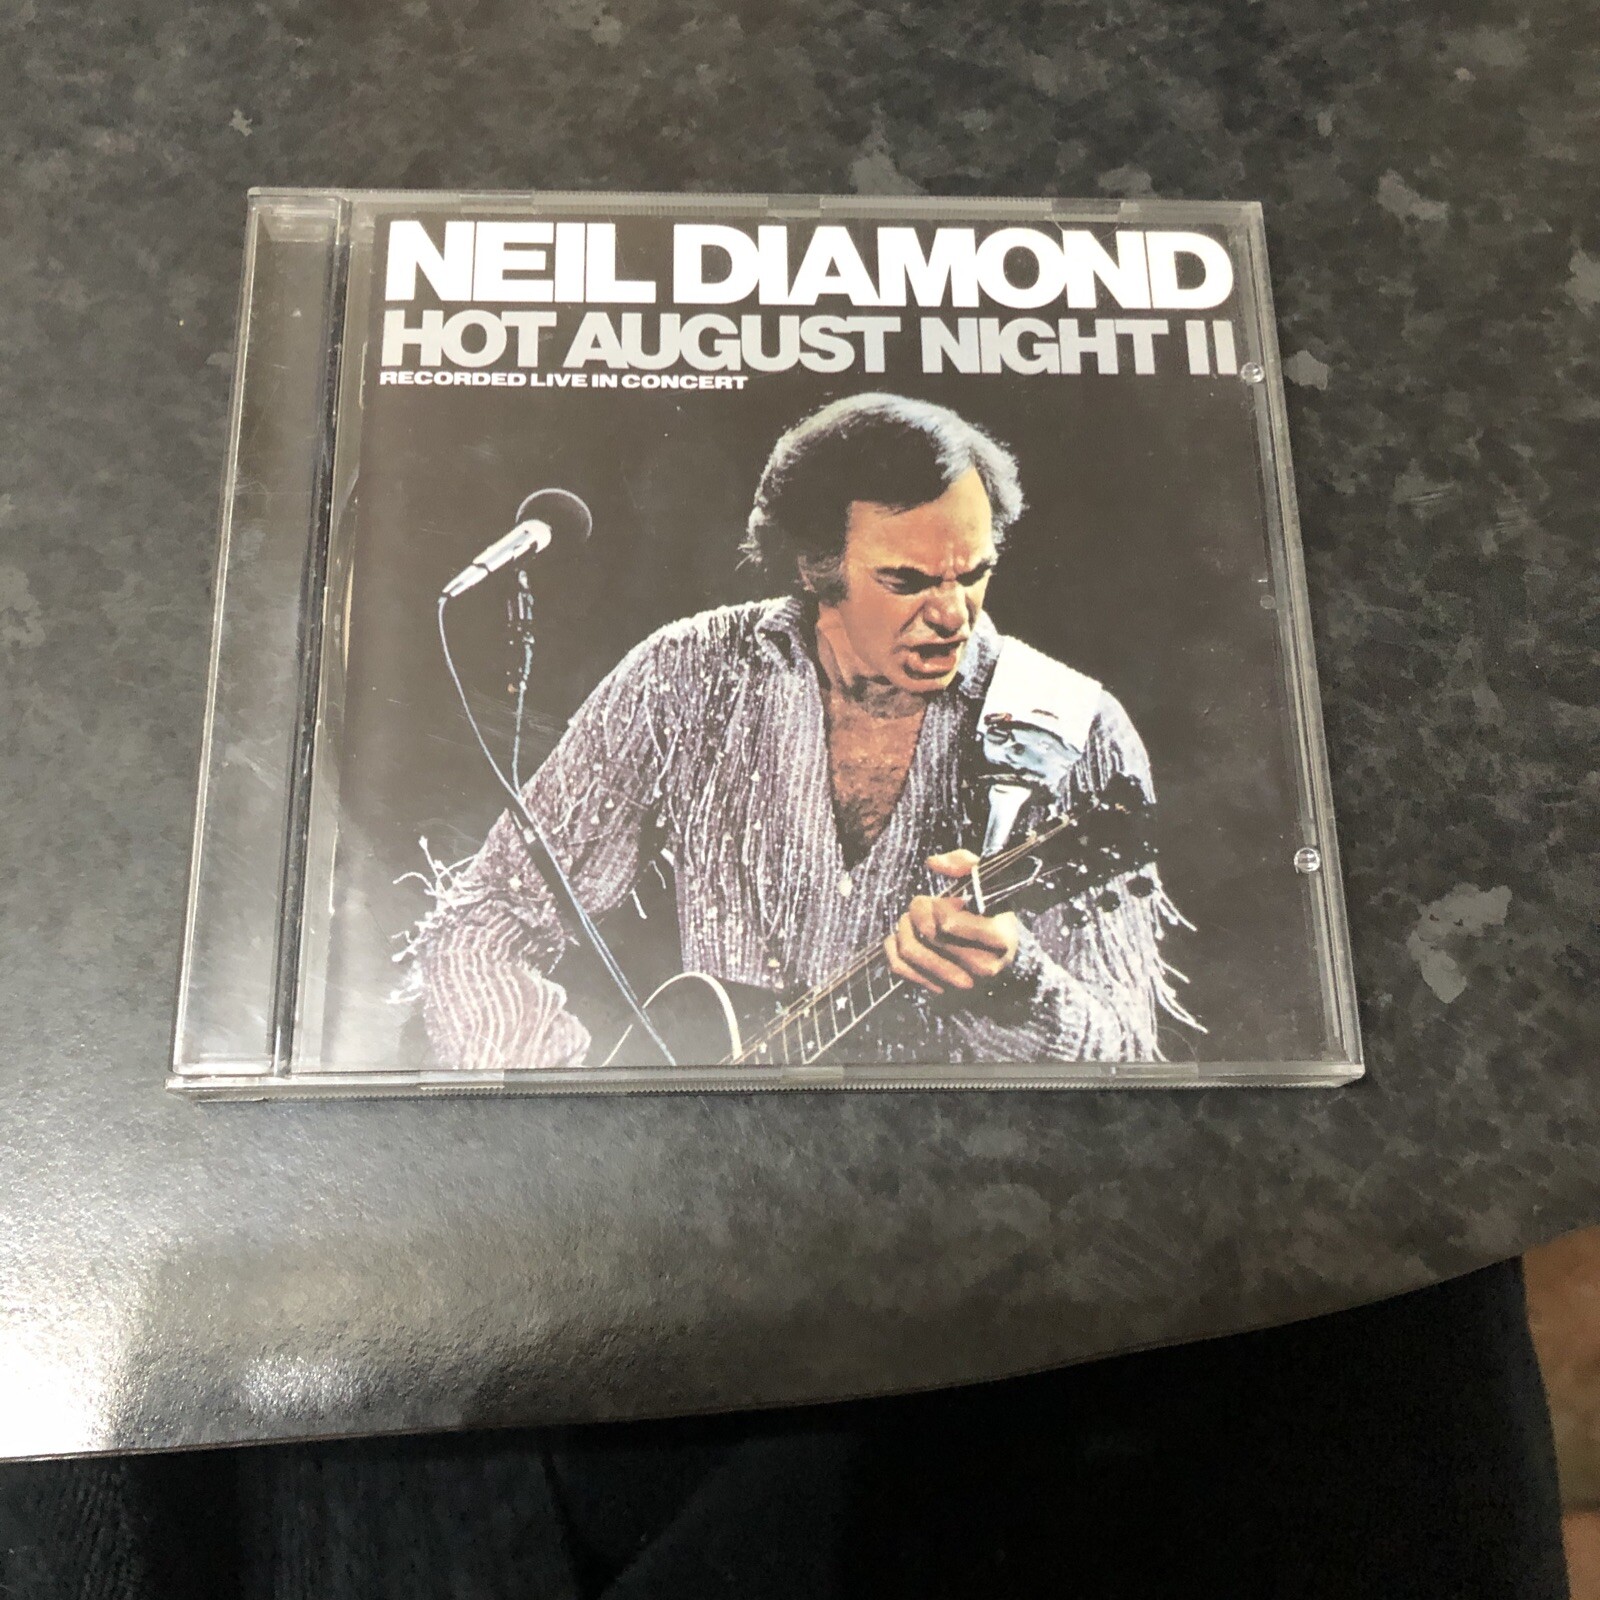 NEIL DIAMOND
HOT AUGUST NIGHT II
RECORDED LIVE IN CONCERT